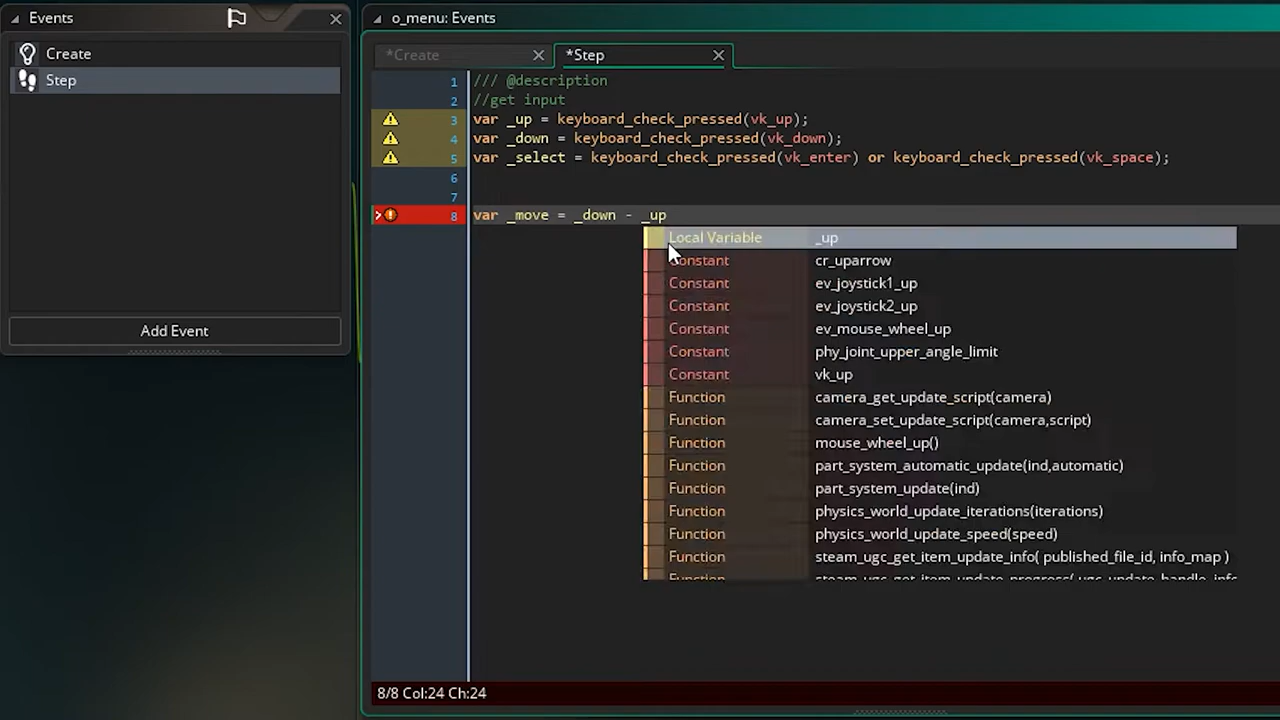 Events
Create
Step
Add Event
o_menu: Events
*Create
*Step
1 /// @description
2 //get input
3 var _up = keyboard_check_pressed(vk_up);
4 var _down = keyboard_check_pressed(vk_down);
5 var _select = keyboard_check_pressed(vk_enter) or keyboard_check_pressed(vk_space);
6
7
8 var _move = _down - _up
Local Variable _up
Constant cr_uparrow
Constant ev_joystick1_up
Constant ev_joystick2_up
Constant ev_mouse_wheel_up
Constant phy_joint_upper_angle_limit
Constant vk_up
Function camera_get_update_script(camera)
Function camera_set_update_script(camera,script)
Function mouse_wheel_up()
Function part_system_automatic_update(ind,automatic)
Function part_system_update(ind)
Function physics_world_update_iterations(iterations)
Function physics_world_update_speed(speed)
Function steam_ugc_get_item_update_info( published_file_id, info_map )
Function steam_ugc_get_item_update_progress( ugc_update_handle, info
8/8 Col:24 Ch:24